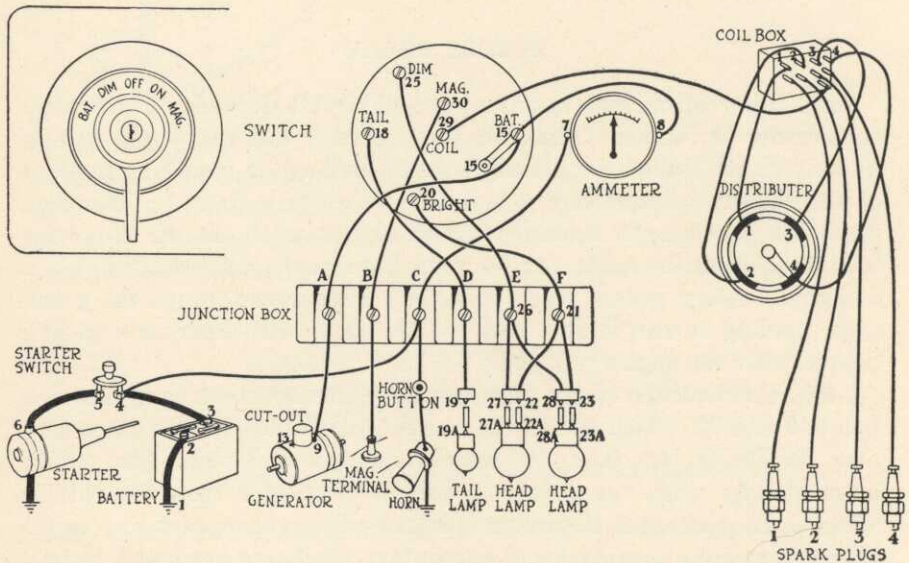 BAT. DIM OFF ON MAG.
SWITCH
DIM
25
MAG.
30
TAIL
18
29
COIL
BAT.
15
15
20
BRIGHT
7
8
AMMETER
COIL BOX
1 2 3 4
DISTRIBUTER
1
3
2
4
A B C D E F
JUNCTION BOX
26
21
STARTER
SWITCH
5 4
6
3
2
STARTER
BATTERY
1
CUT-OUT
13
9
GENERATOR
MAG.
TERMINAL
HORN
BUTTON
HORN
19
27 22
28 23
19A
27A 22A
28A 23A
TAIL
LAMP
HEAD
LAMP
HEAD
LAMP
1 2 3 4
SPARK PLUGS